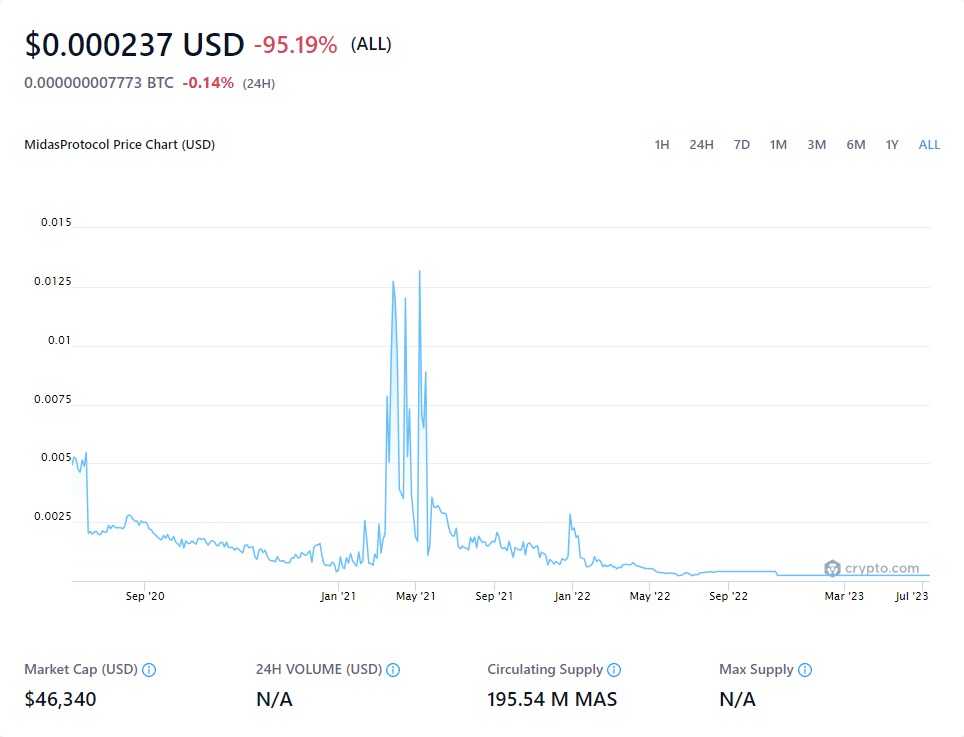 $0.000237 USD -95.19% (ALL)
0.000000007773 BTC -0.14% (24H)
MidasProtocol Price Chart (USD) 1H 24H 7D 1M 3M 6M 1Y ALL
0.015
0.0125
0.01
0.0075
0.005
0.0025
crypto.com
Sep '20 Jan '21 May '21 Sep '21 Jan '22 May '22 Sep '22 Mar '23 Jul '23
Market Cap (USD) 24H VOLUME (USD) Circulating Supply Max Supply
$46,340 N/A 195.54 M MAS N/A